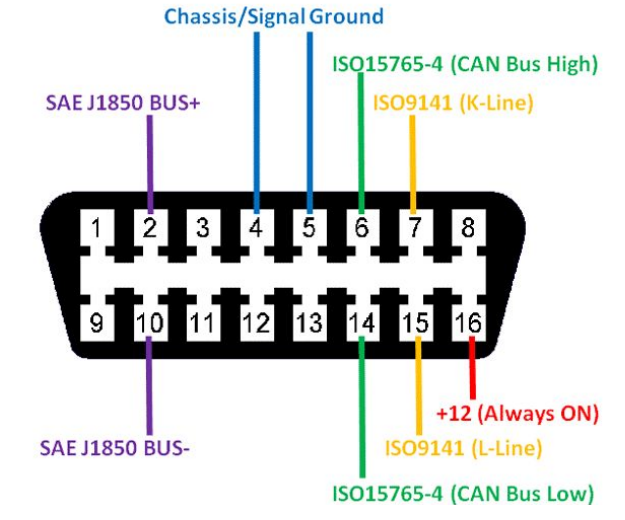 Chassis/Signal Ground
ISO15765-4 (CAN Bus High)
SAE J1850 BUS+
ISO9141 (K-Line)
1 2 3 4 5 6 7 8
9 10 11 12 13 14 15 16
+12 (Always ON)
SAE J1850 BUS-
ISO9141 (L-Line)
ISO15765-4 (CAN Bus Low)